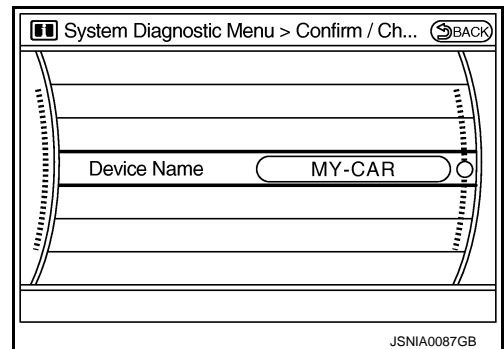 System Diagnostic Menu > Confirm / Ch... BACK
Device Name MY-CAR
JSNIA0087GB